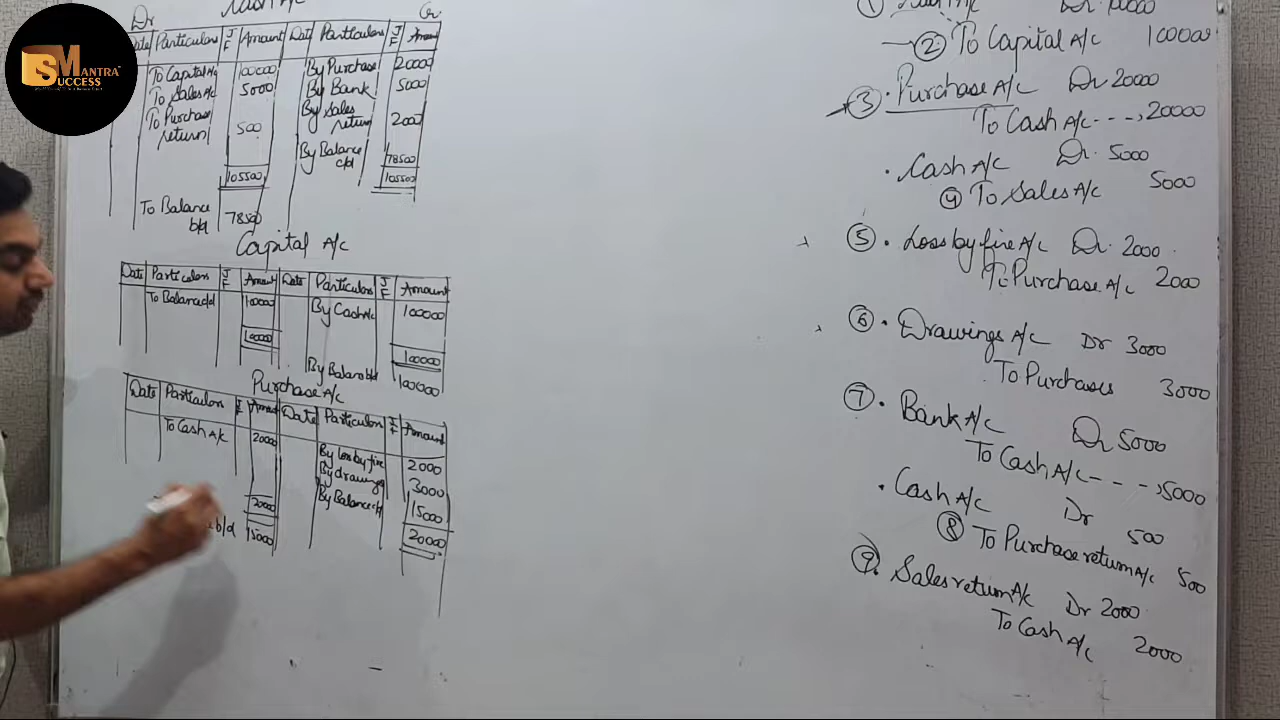 SMANTRA
SUCCESS
Cash A/c
Dr
Cr
Date Particulars J F Amount Date Particulars J F Amount
To Capital A/c 100000 By Purchase 20000
To Sales A/c 5000 By Bank 5000
To Purchase return 500 By Sales return 2000
By Balance c/d 78500
105500 105500
To Balance b/d 78500
Capital A/c
Date Particulars J F Amount Date Particulars J F Amount
To Balance c/d 100000 By Cash A/c 100000
100000 100000
By Balance b/d 100000
Purchase A/c
Date Particulars J F Amount Date Particulars J F Amount
To Cash A/c 20000 By loss by fire 2000
By drawings 3000
By Balance c/d 15000
20000 20000
b/d 15000
①
② To Capital A/c 100000
③ Purchase A/c Dr 20000
To Cash A/c---, 20000
. Cash A/c Dr. 5000
④ To Sales A/c 5000
⑤ . Loss by fire A/c Dr. 2000
To Purchase A/c 2000
⑥ . Drawings A/c Dr 3000
To Purchases 3000
⑦ . Bank A/c Dr 5000
To Cash A/c ---, 5000
. Cash A/c Dr 500
⑧ To Purchase return A/c 500
⑨ . Sales return A/c Dr 2000
To Cash A/c 2000